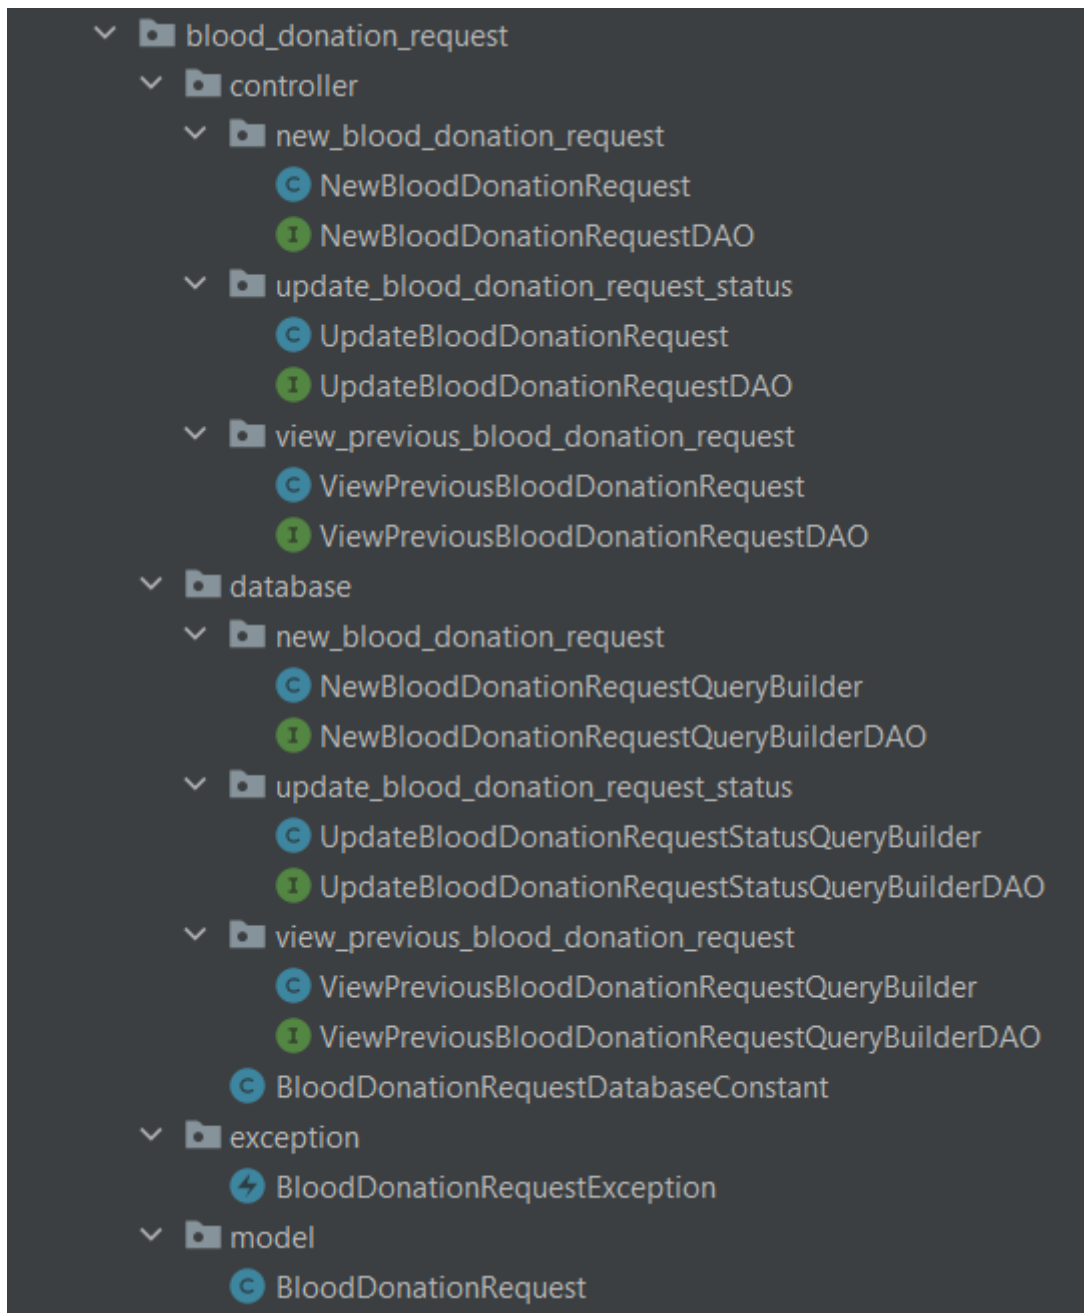 blood_donation_request
controller
new_blood_donation_request
C NewBloodDonationRequest
I NewBloodDonationRequestDAO
update_blood_donation_request_status
C UpdateBloodDonationRequest
I UpdateBloodDonationRequestDAO
view_previous_blood_donation_request
C ViewPreviousBloodDonationRequest
I ViewPreviousBloodDonationRequestDAO
database
new_blood_donation_request
C NewBloodDonationRequestQueryBuilder
I NewBloodDonationRequestQueryBuilderDAO
update_blood_donation_request_status
C UpdateBloodDonationRequestStatusQueryBuilder
I UpdateBloodDonationRequestStatusQueryBuilderDAO
view_previous_blood_donation_request
C ViewPreviousBloodDonationRequestQueryBuilder
I ViewPreviousBloodDonationRequestQueryBuilderDAO
C BloodDonationRequestDatabaseConstant
exception
BloodDonationRequestException
model
C BloodDonationRequest